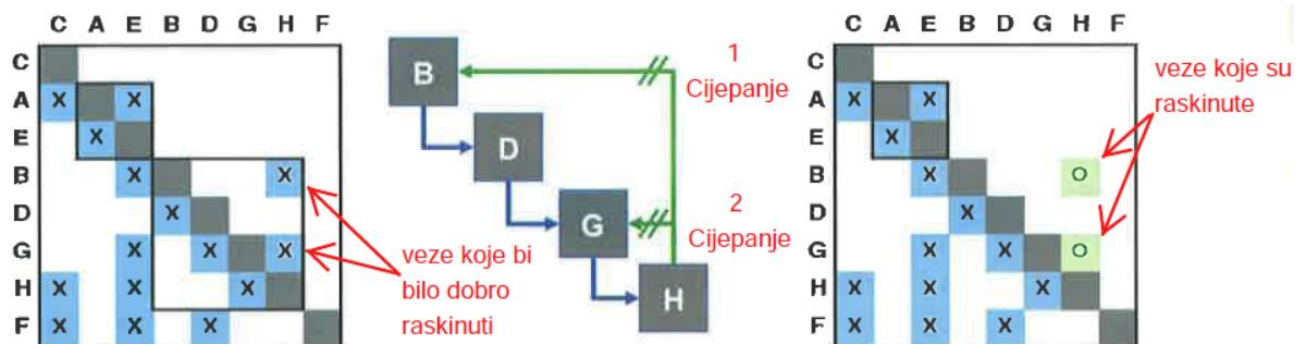 C A E B D G H F
C
A X X
E X
B X X
D X
G X X X
H X X X
F X X X
veze koje bi
bilo dobro
raskinuti
B
D
G
H
1
Cijepanje
2
Cijepanje
C A E B D G H F
C
A X X
E X
B X O
D X
G X X O
H X X X
F X X X
veze koje su
raskinute